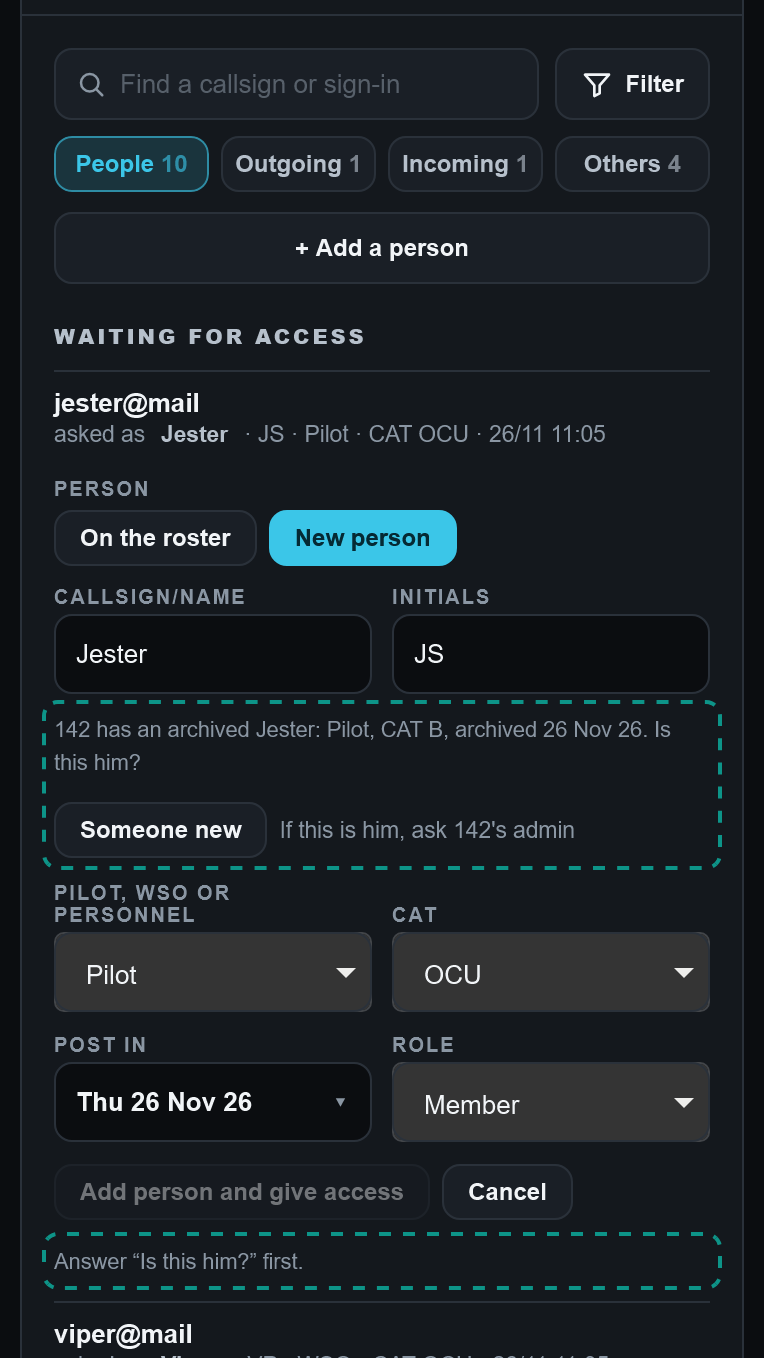 Find a callsign or sign-in
Filter
People 10
Outgoing 1
Incoming 1
Others 4
+ Add a person
WAITING FOR ACCESS
jester@mail
asked as Jester · JS · Pilot · CAT OCU · 26/11 11:05
PERSON
On the roster
New person
CALLSIGN/NAME
INITIALS
Jester
JS
142 has an archived Jester: Pilot, CAT B, archived 26 Nov 26. Is
this him?
Someone new
If this is him, ask 142's admin
PILOT, WSO OR
PERSONNEL
CAT
Pilot
OCU
POST IN
ROLE
Thu 26 Nov 26
Member
Add person and give access
Cancel
Answer “Is this him?” first.
viper@mail